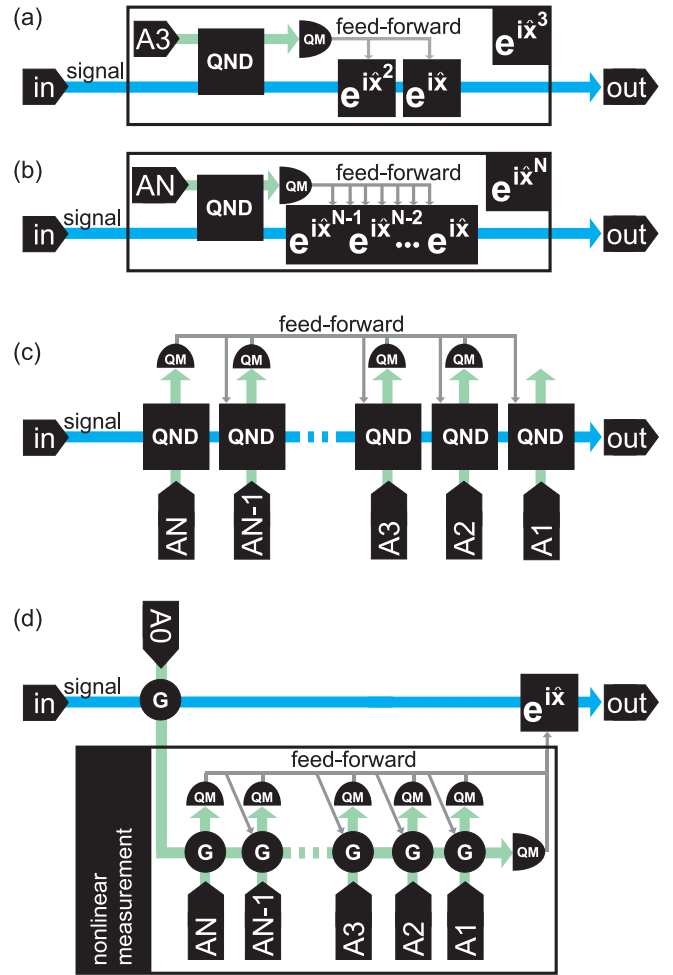 (a)
A3
QND
QM
feed-forward
e^{ix̂^3}
in
signal
e^{ix̂^2}
e^{ix̂}
out
(b)
AN
QND
QM
feed-forward
e^{ix̂^N}
in
signal
e^{ix̂^{N-1}} e^{ix̂^{N-2}} ... e^{ix̂}
out
(c)
feed-forward
QM QM QM QM
in
signal
QND QND QND QND QND
out
AN AN-1 A3 A2 A1
(d)
A0
in
signal
G
e^{ix̂}
out
nonlinear
measurement
feed-forward
QM QM QM QM QM
G G G G G QM
AN AN-1 A3 A2 A1